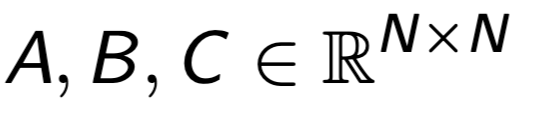 A, B, C ∈ ℝ^{N×N}